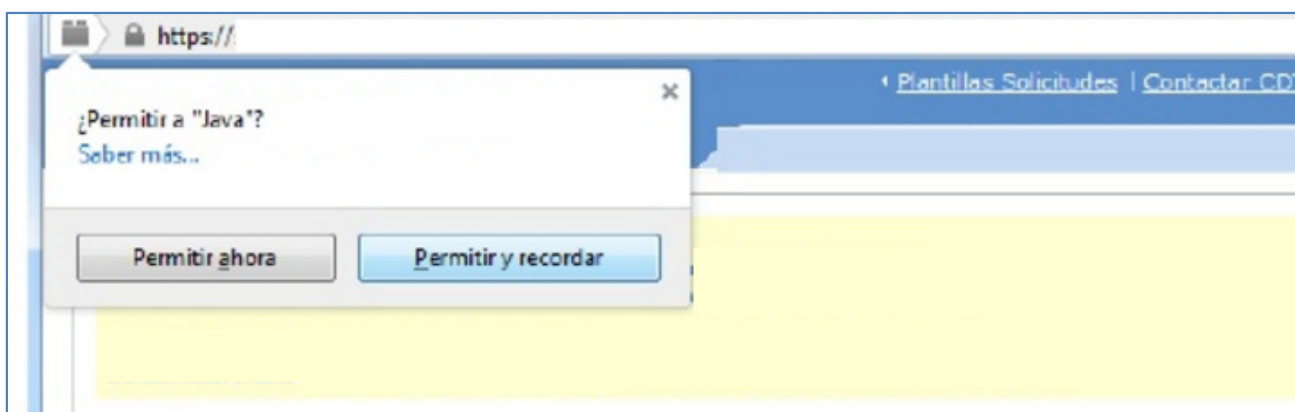 https://
‹ Plantillas Solicitudes | Contactar CD
¿Permitir a "Java"?
Saber más...
Permitir ahora
Permitir y recordar